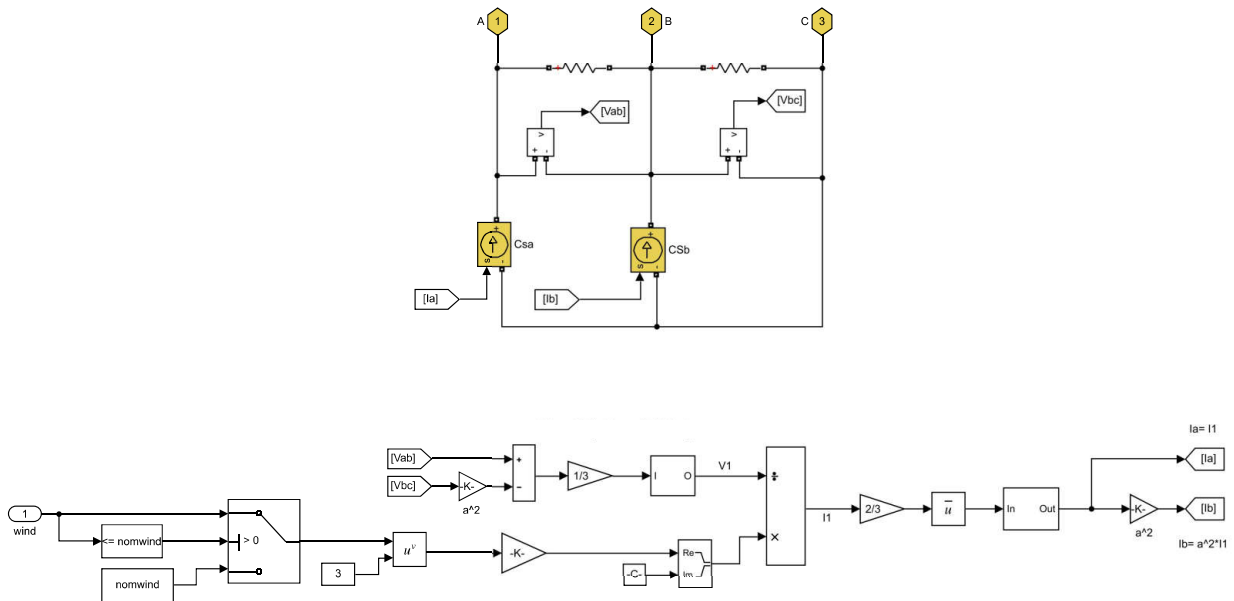 A 1 2 B C 3
[Vab]
[Vbc]
v
+ -
v
+ -
+
s -
Csa
+
s -
CSb
[Ia]
[Ib]
Ia= I1
[Vab]
+
[Vbc]
-K-
−
a^2
1/3
I O
V1
÷
×
[Ia]
1
wind
<= nomwind
> 0
nomwind
u^v
3
-K-
-C-
Re
Im
I1
2/3
u
In Out
-K-
a^2
[Ib]
Ib= a^2*I1